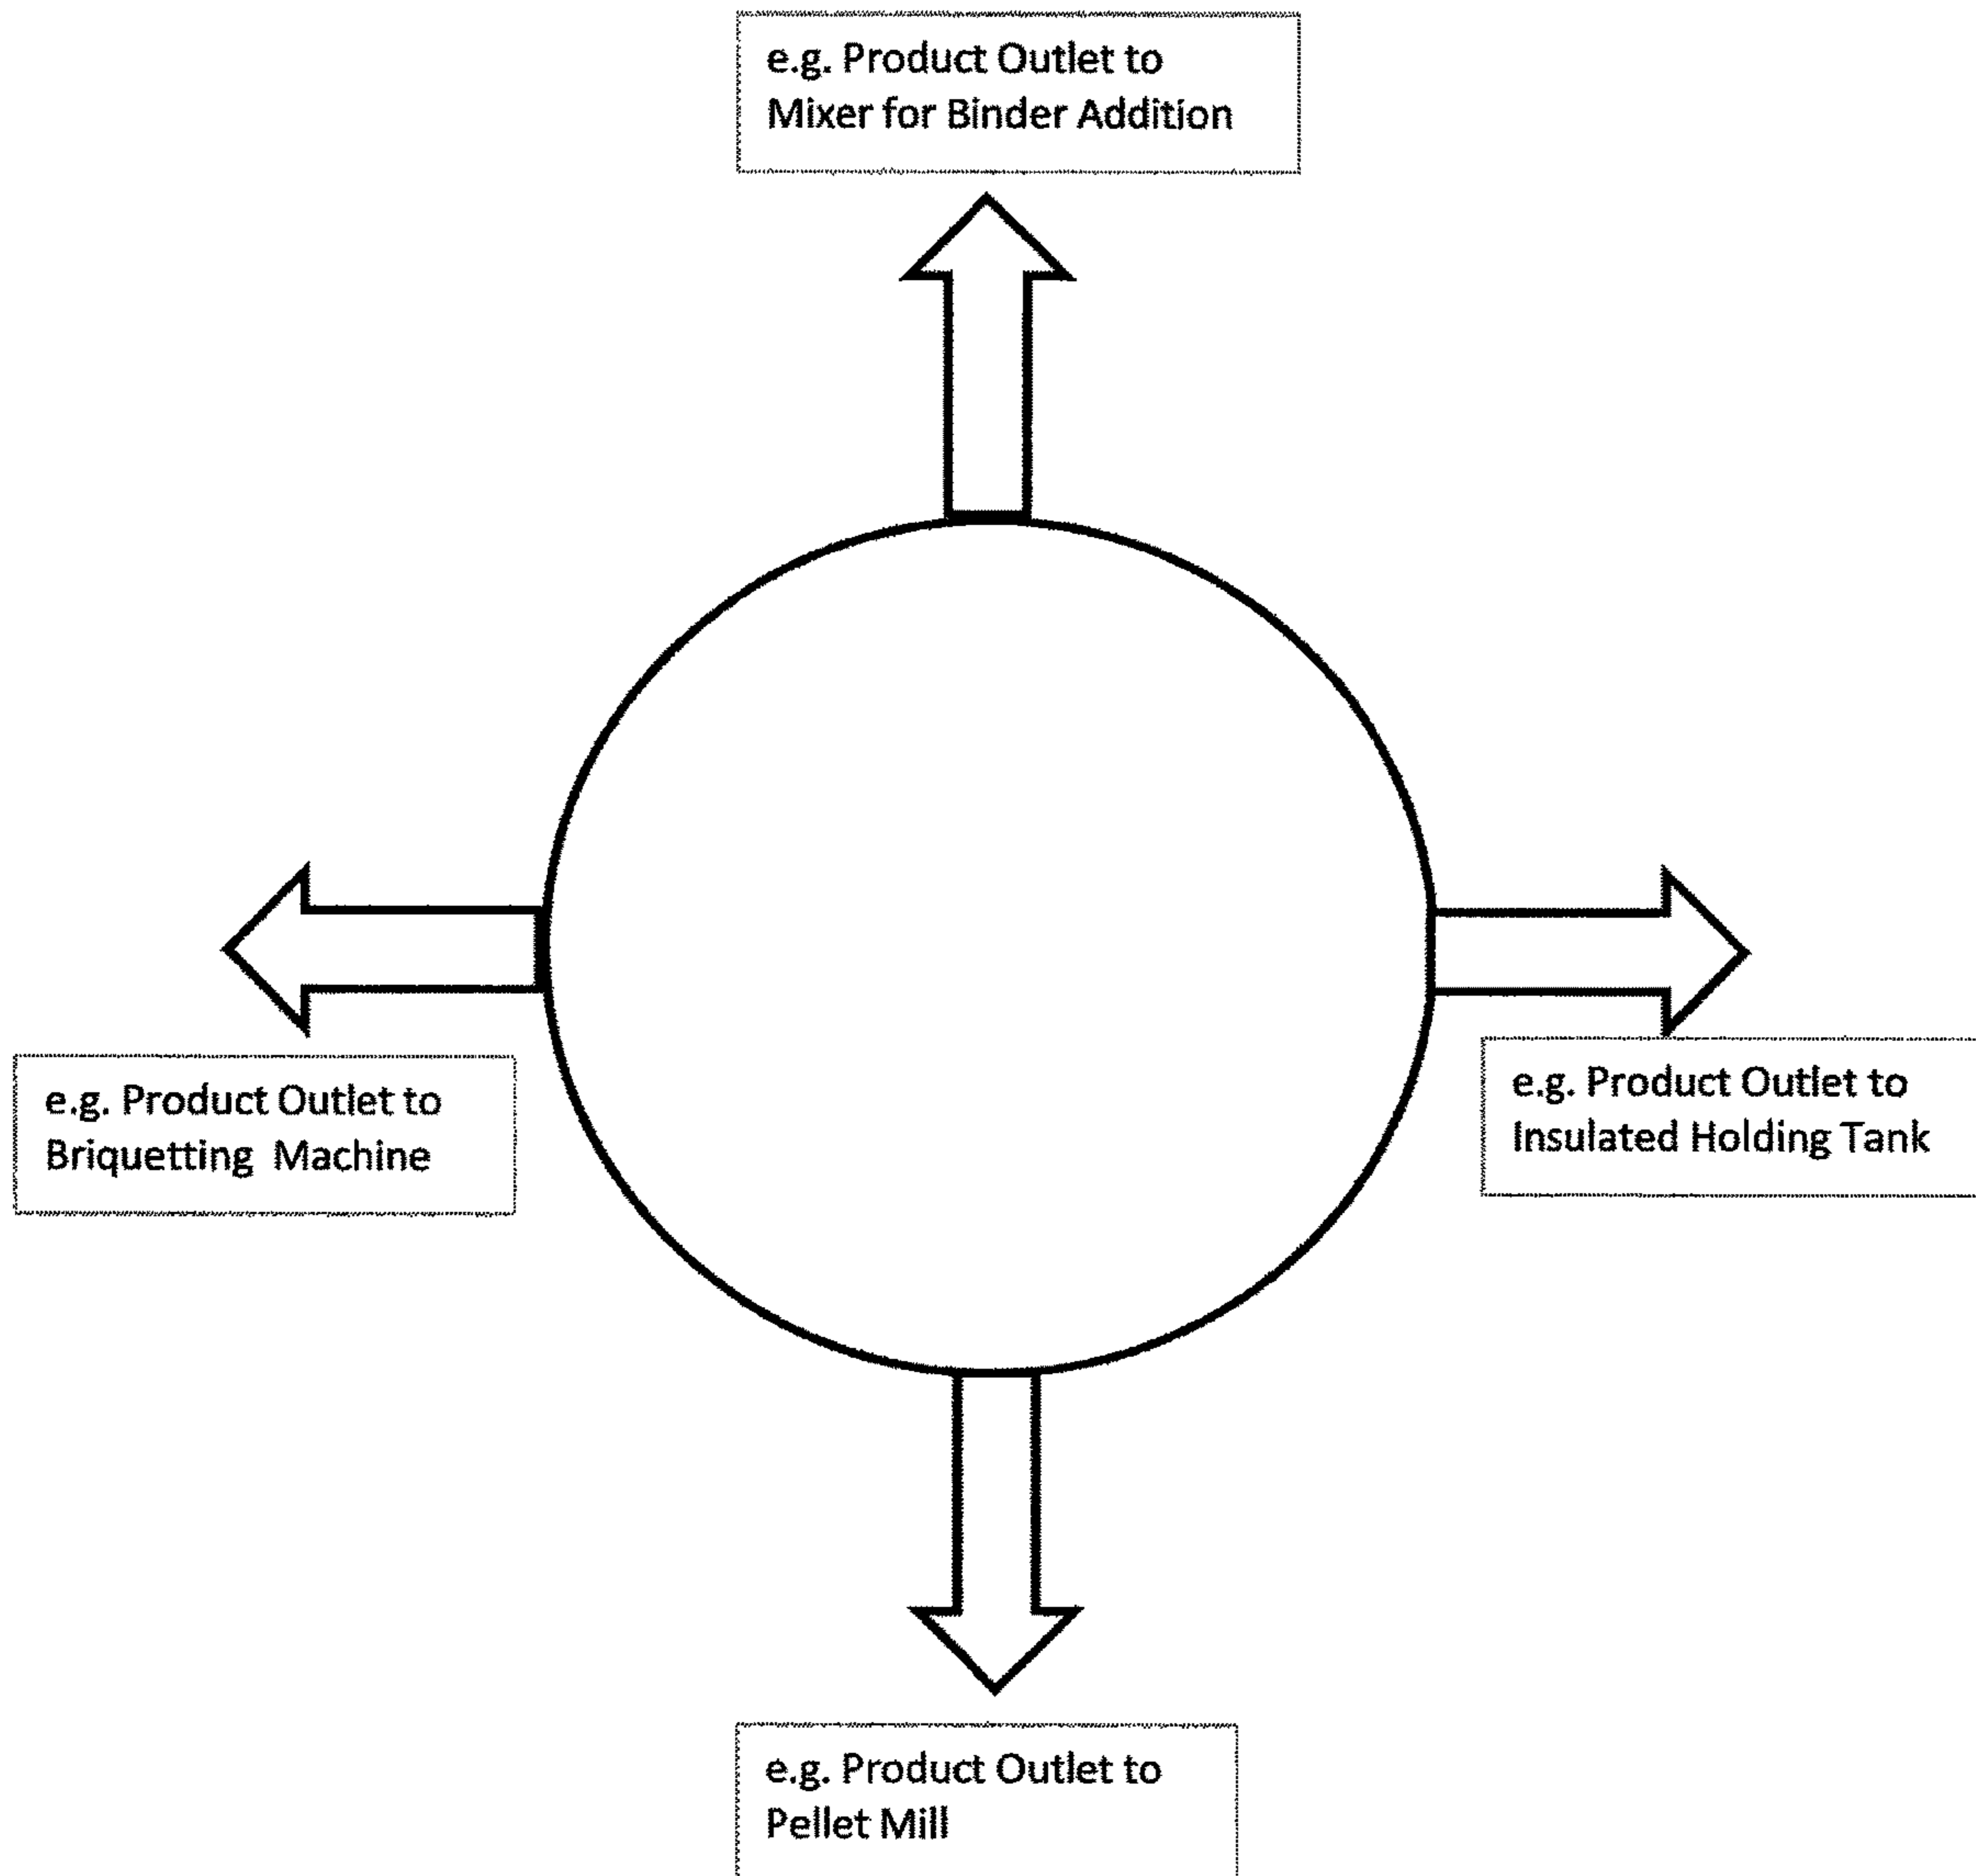 e.g. Product Outlet to
Mixer for Binder Addition
e.g. Product Outlet to
Briquetting Machine
e.g. Product Outlet to
Insulated Holding Tank
e.g. Product Outlet to
Pellet Mill